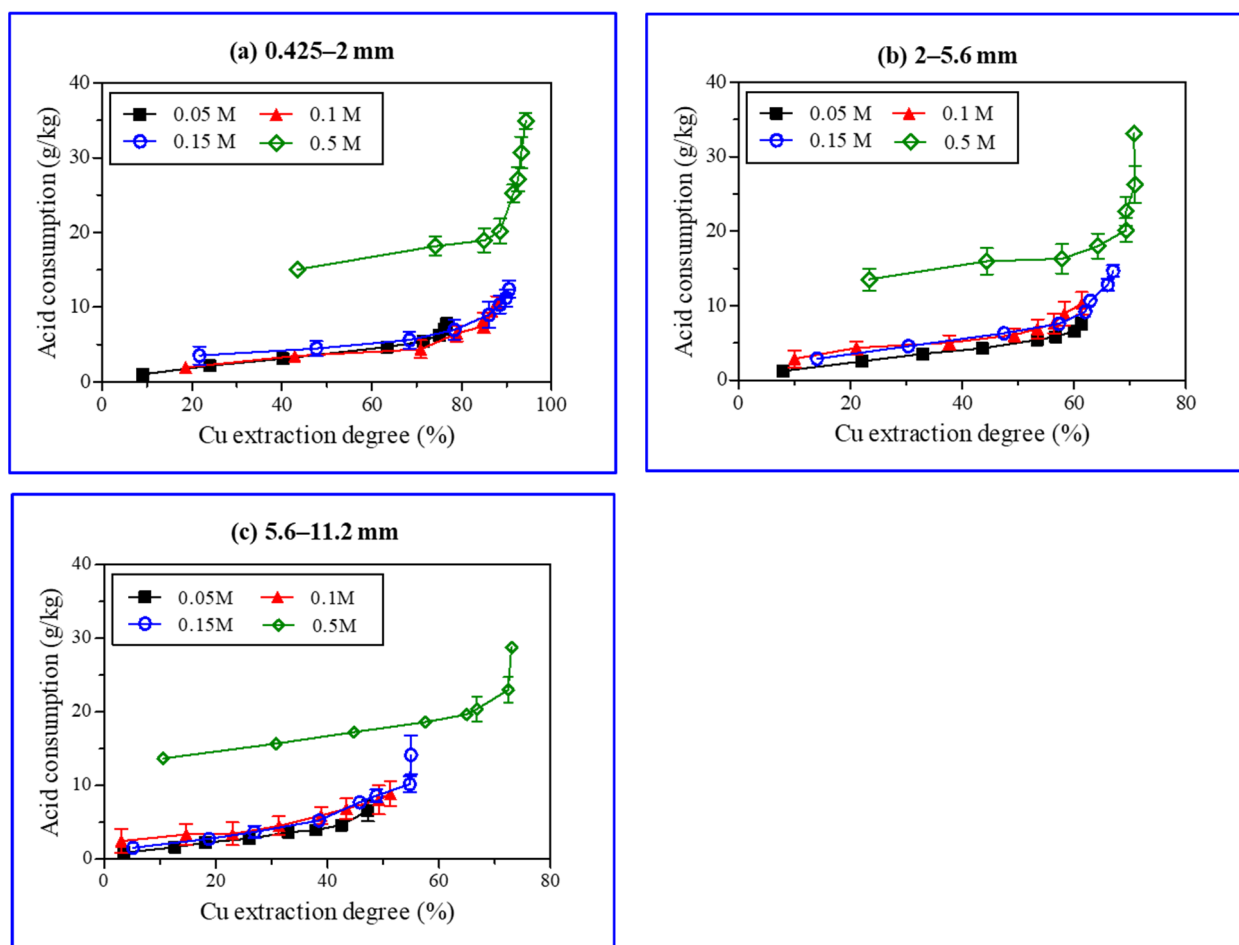 (a) 0.425–2 mm
40
30
20
10
0
Acid consumption (g/kg)
0.05 M
0.1 M
0.15 M
0.5 M
0 20 40 60 80 100
Cu extraction degree (%)
(b) 2–5.6 mm
40
30
20
10
0
Acid consumption (g/kg)
0.05 M
0.1 M
0.15 M
0.5 M
0 20 40 60 80
Cu extraction degree (%)
(c) 5.6–11.2 mm
40
30
20
10
0
Acid consumption (g/kg)
0.05M
0.1M
0.15M
0.5M
0 20 40 60 80
Cu extraction degree (%)